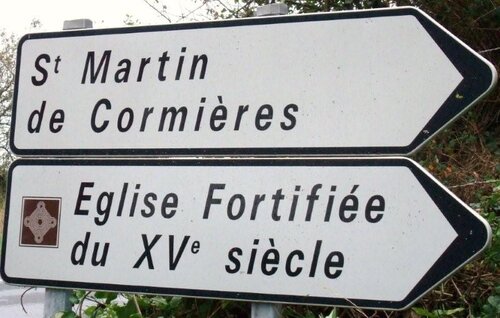 St Martin
de Cormières
Eglise Fortifiée
du XVe siècle